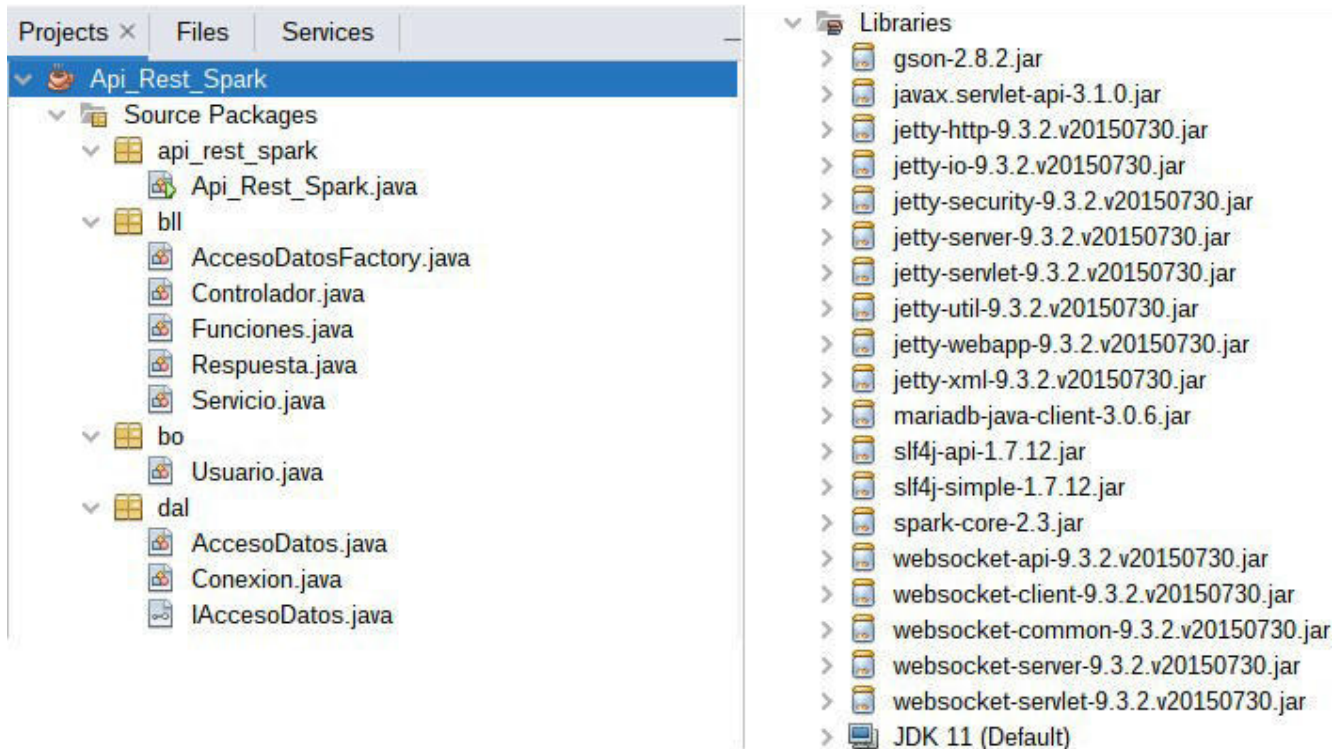 Projects × Files Services
Api_Rest_Spark
Source Packages
api_rest_spark
Api_Rest_Spark.java
bll
AccesoDatosFactory.java
Controlador.java
Funciones.java
Respuesta.java
Servicio.java
bo
Usuario.java
dal
AccesoDatos.java
Conexion.java
IAccesoDatos.java
Libraries
gson-2.8.2.jar
javax.servlet-api-3.1.0.jar
jetty-http-9.3.2.v20150730.jar
jetty-io-9.3.2.v20150730.jar
jetty-security-9.3.2.v20150730.jar
jetty-server-9.3.2.v20150730.jar
jetty-servlet-9.3.2.v20150730.jar
jetty-util-9.3.2.v20150730.jar
jetty-webapp-9.3.2.v20150730.jar
jetty-xml-9.3.2.v20150730.jar
mariadb-java-client-3.0.6.jar
slf4j-api-1.7.12.jar
slf4j-simple-1.7.12.jar
spark-core-2.3.jar
websocket-api-9.3.2.v20150730.jar
websocket-client-9.3.2.v20150730.jar
websocket-common-9.3.2.v20150730.jar
websocket-server-9.3.2.v20150730.jar
websocket-servlet-9.3.2.v20150730.jar
JDK 11 (Default)